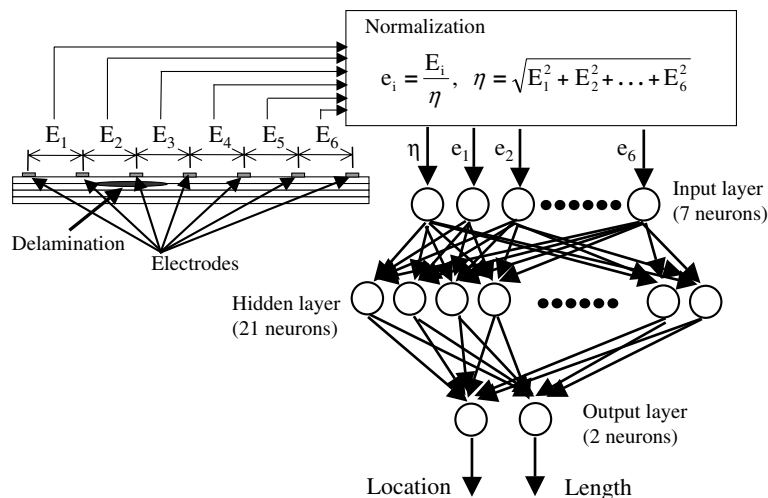 Normalization
e_i = E_i / η, η = √(E_1^2 + E_2^2 + ... + E_6^2)
E_1 E_2 E_3 E_4 E_5 E_6
η e_1 e_2 e_6
Delamination
Electrodes
Input layer
(7 neurons)
Hidden layer
(21 neurons)
Output layer
(2 neurons)
Location Length